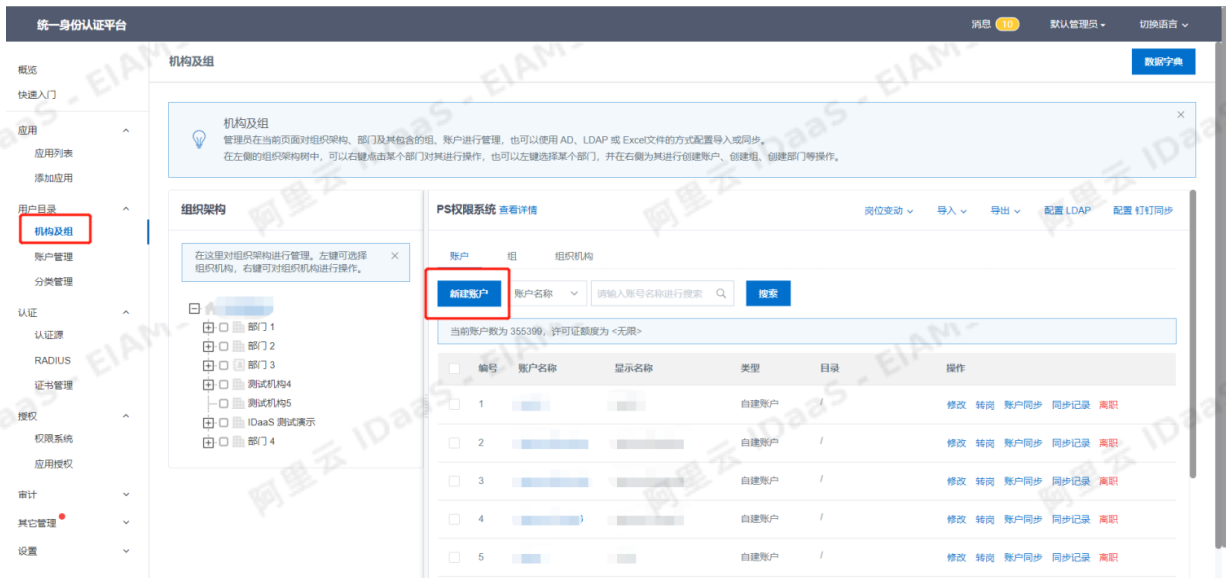 统一身份认证平台
消息 10 默认管理员 切换语言
概览
快速入门
应用
应用列表
添加应用
用户目录
机构及组
账户管理
分类管理
认证
认证源
RADIUS
证书管理
授权
权限系统
应用授权
审计
其它管理
设置
机构及组
数据字典
机构及组
管理员在当前页面对组织架构、部门及其包含的组、账户进行管理，也可以使用 AD、LDAP 或 Excel文件的方式配置导入或同步。
在左侧的组织架构树中，可以右键点击某个部门对其进行操作，也可以左键选择某个部门，并在右侧为其进行创建账户、创建组、创建部门等操作。
组织架构
在这里对组织架构进行管理。左键可选择
组织机构，右键可对组织机构进行操作。
部门 1
部门 2
部门 3
测试机构4
测试机构5
IDaaS 测试演示
部门 4
PS权限系统 查看详情
岗位变动 导入 导出 配置 LDAP 配置 钉钉同步
账户 组 组织机构
新建账户 账户名称 请输入账号名称进行搜索 搜索
当前账户数为 355399，许可证额度为 <无限>
编号 账户名称 显示名称 类型 目录 操作
1 自建账户 / 修改 转岗 账户同步 同步记录 离职
2 自建账户 / 修改 转岗 账户同步 同步记录 离职
3 自建账户 / 修改 转岗 账户同步 同步记录 离职
4 自建账户 / 修改 转岗 账户同步 同步记录 离职
5 自建账户 / 修改 转岗 账户同步 同步记录 离职
阿里云 IDaaS - EIAM